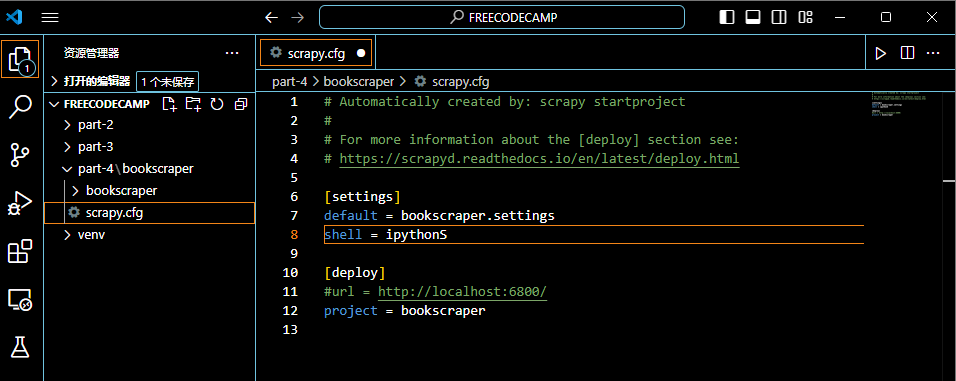 FREECODECAMP
资源管理器
打开的编辑器 1 个未保存
FREECODECAMP
part-2
part-3
part-4\bookscraper
bookscraper
scrapy.cfg
venv
1
scrapy.cfg
part-4 > bookscraper > scrapy.cfg
1 # Automatically created by: scrapy startproject
2 #
3 # For more information about the [deploy] section see:
4 # https://scrapyd.readthedocs.io/en/latest/deploy.html
5
6 [settings]
7 default = bookscraper.settings
8 shell = ipythonS
9
10 [deploy]
11 #url = http://localhost:6800/
12 project = bookscraper
13